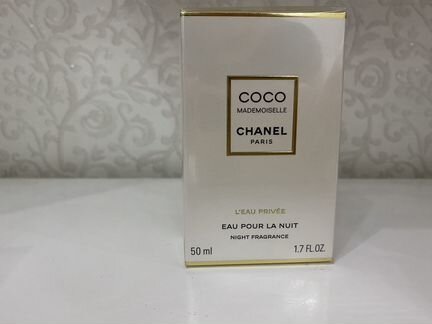 COCO
MADEMOISELLE
CHANEL
PARIS
L'EAU PRIVÉE
EAU POUR LA NUIT
NIGHT FRAGRANCE
50 ml 1.7 FL.OZ.